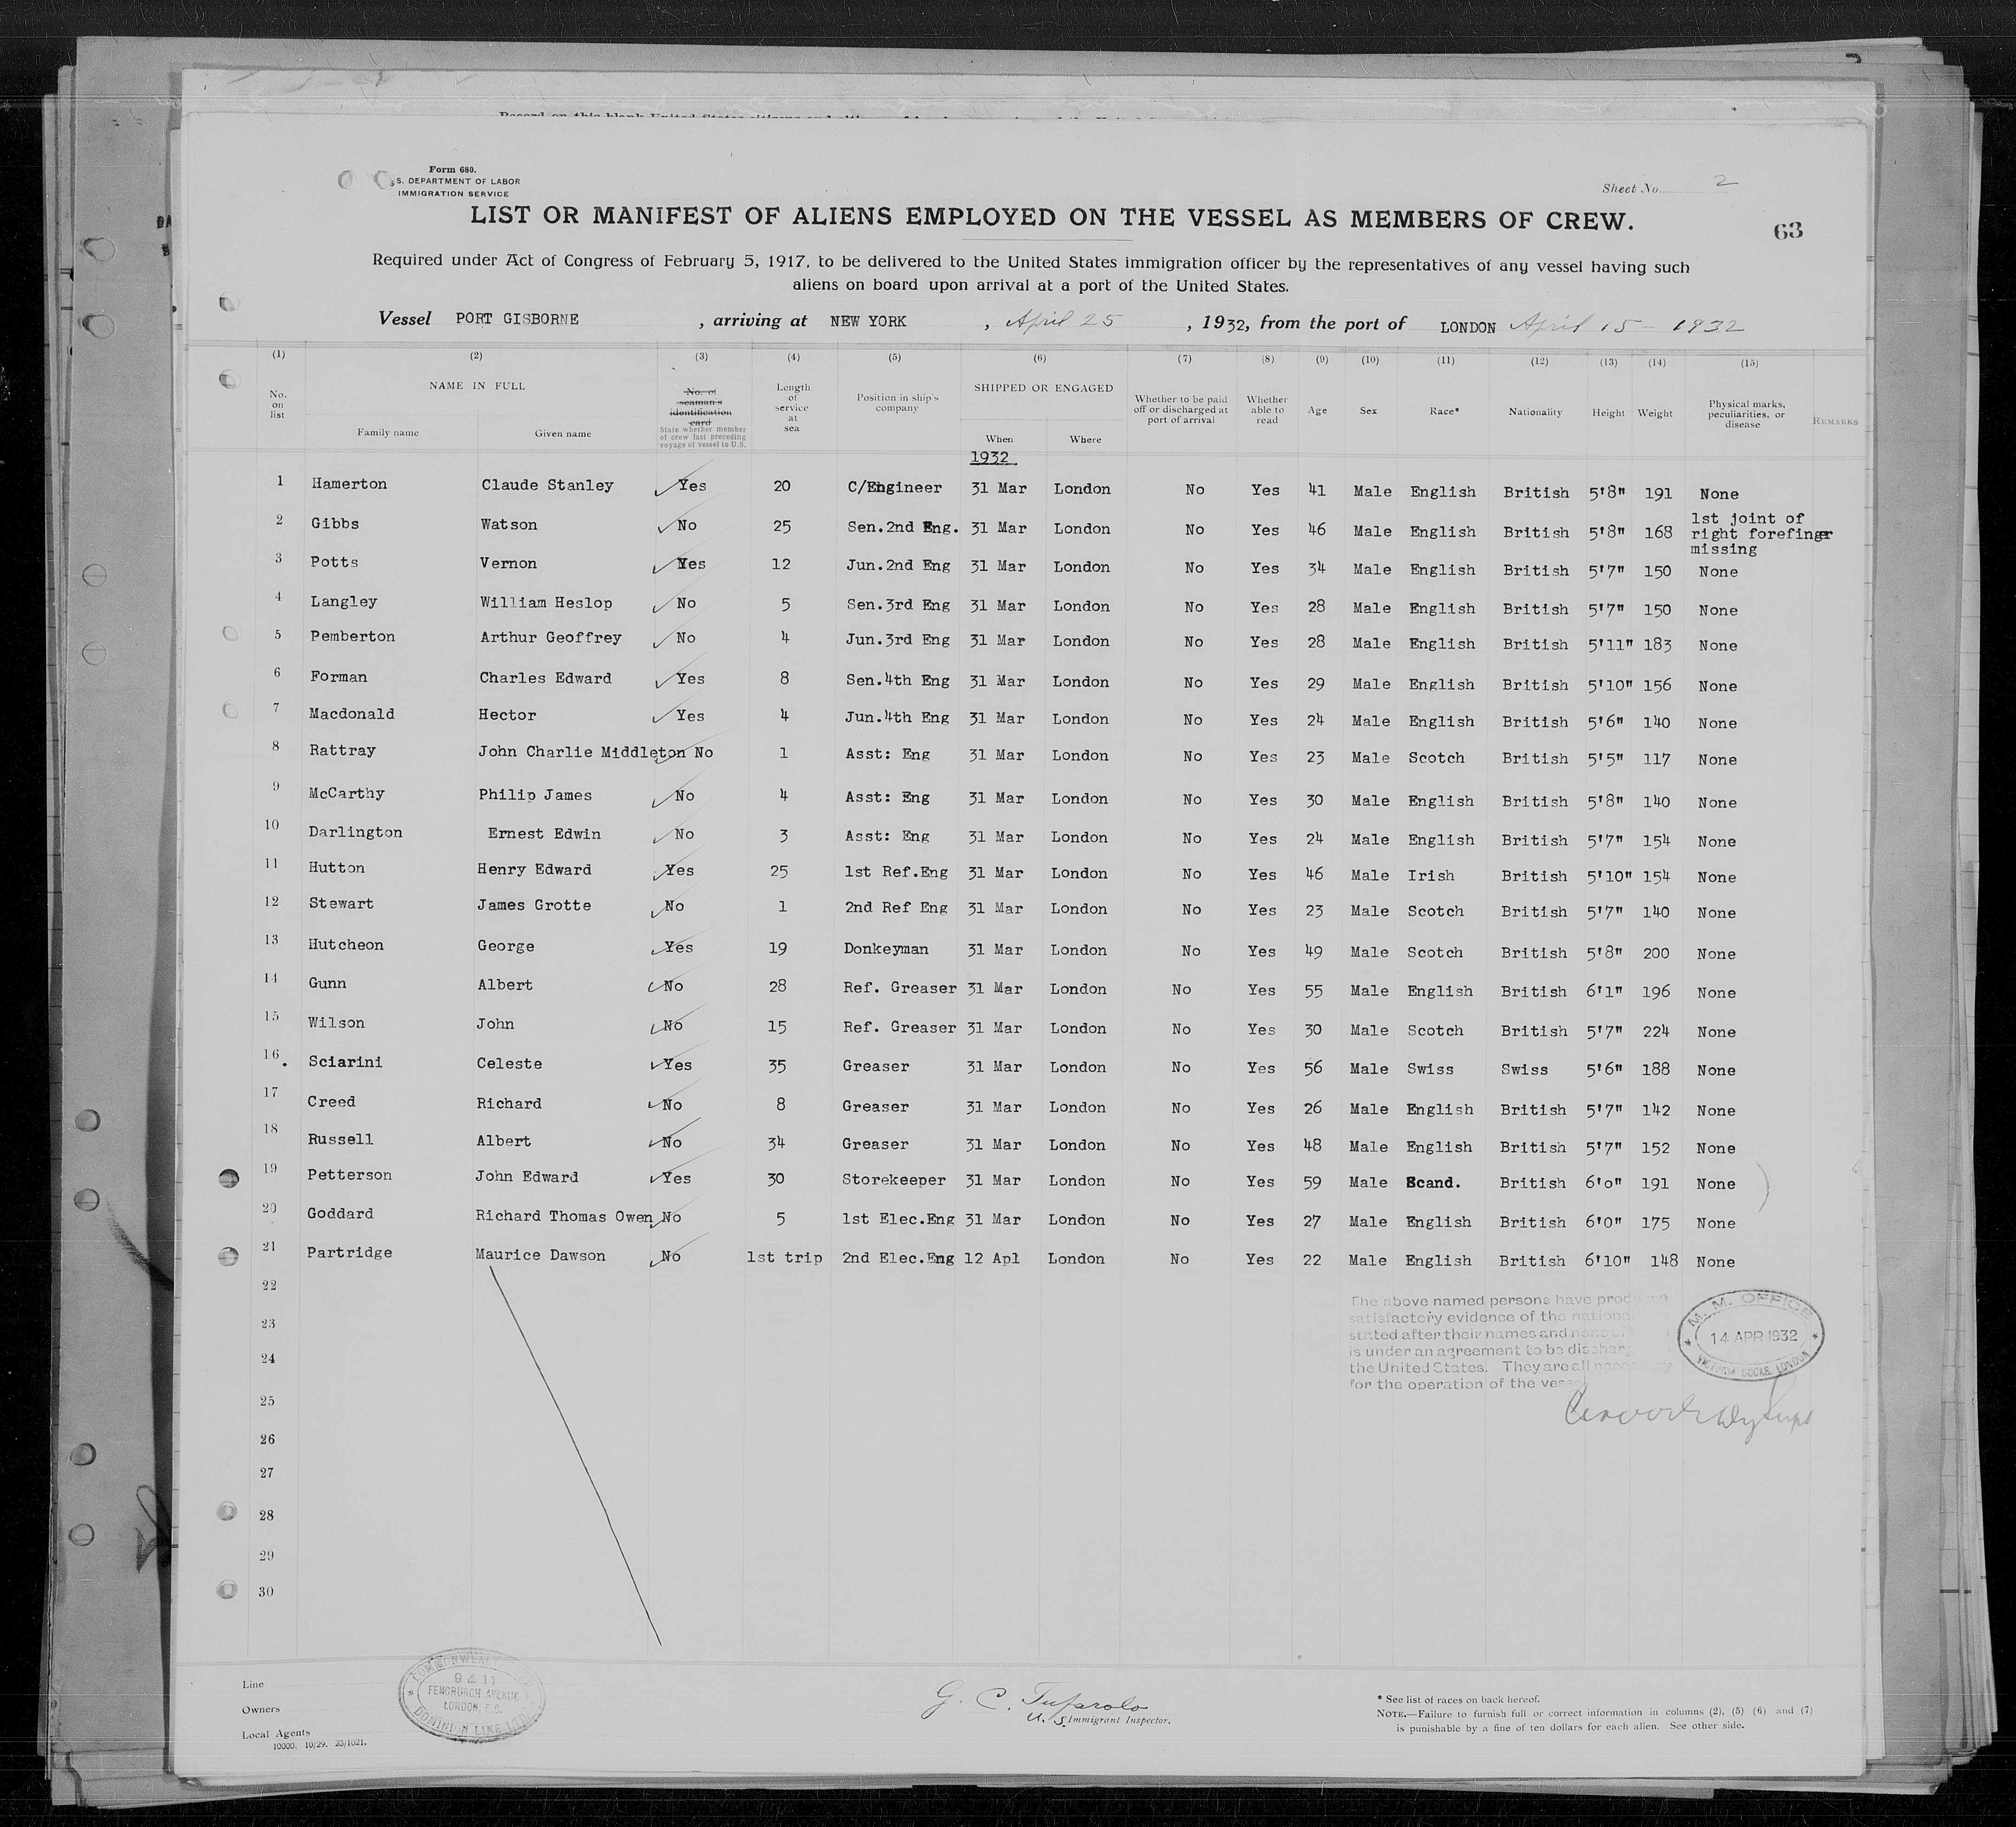 Form 680.
S. DEPARTMENT OF LABOR
IMMIGRATION SERVICE
Sheet No. 2
LIST OR MANIFEST OF ALIENS EMPLOYED ON THE VESSEL AS MEMBERS OF CREW.
63
Required under Act of Congress of February 5, 1917, to be delivered to the United States immigration officer by the representatives of any vessel having such
aliens on board upon arrival at a port of the United States.
Vessel PORT GISBORNE, arriving at NEW YORK, April 25, 1932, from the port of LONDON April 15 - 1932
(1) (2) (3) (4) (5) (6) (7) (8) (9) (10) (11) (12) (13) (14) (15)
No. on list
NAME IN FULL
Family name Given name
No. of seaman's identification card
State whether member of crew last preceding voyage of vessel to U.S.
Length of service at sea
Position in ship's company
SHIPPED OR ENGAGED
When Where
Whether to be paid off or discharged at port of arrival
Whether able to read
Age Sex Race* Nationality Height Weight
Physical marks, peculiarities, or disease
REMARKS
1932
1 Hamerton Claude Stanley Yes 20 C/Engineer 31 Mar London No Yes 41 Male English British 5'8" 191 None
2 Gibbs Watson No 25 Sen.2nd Eng. 31 Mar London No Yes 46 Male English British 5'8" 168 1st joint of right forefinger missing
3 Potts Vernon Yes 12 Jun.2nd Eng 31 Mar London No Yes 34 Male English British 5'7" 150 None
4 Langley William Heslop No 5 Sen.3rd Eng 31 Mar London No Yes 28 Male English British 5'7" 150 None
5 Pemberton Arthur Geoffrey No 4 Jun.3rd Eng 31 Mar London No Yes 28 Male English British 5'11" 183 None
6 Forman Charles Edward Yes 8 Sen.4th Eng 31 Mar London No Yes 29 Male English British 5'10" 156 None
7 Macdonald Hector Yes 4 Jun.4th Eng 31 Mar London No Yes 24 Male English British 5'6" 140 None
8 Rattray John Charlie Middleton No 1 Asst: Eng 31 Mar London No Yes 23 Male Scotch British 5'5" 117 None
9 McCarthy Philip James No 4 Asst: Eng 31 Mar London No Yes 30 Male English British 5'8" 140 None
10 Darlington Ernest Edwin No 3 Asst: Eng 31 Mar London No Yes 24 Male English British 5'7" 154 None
11 Hutton Henry Edward Yes 25 1st Ref.Eng 31 Mar London No Yes 46 Male Irish British 5'10" 154 None
12 Stewart James Grotte No 1 2nd Ref Eng 31 Mar London No Yes 23 Male Scotch British 5'7" 140 None
13 Hutcheon George Yes 19 Donkeyman 31 Mar London No Yes 49 Male Scotch British 5'8" 200 None
14 Gunn Albert No 28 Ref. Greaser 31 Mar London No Yes 55 Male English British 6'1" 196 None
15 Wilson John No 15 Ref. Greaser 31 Mar London No Yes 30 Male Scotch British 5'7" 224 None
16. Sciarini Celeste Yes 35 Greaser 31 Mar London No Yes 56 Male Swiss Swiss 5'6" 188 None
17 Creed Richard No 8 Greaser 31 Mar London No Yes 26 Male English British 5'7" 142 None
18 Russell Albert No 34 Greaser 31 Mar London No Yes 48 Male English British 5'7" 152 None
19 Petterson John Edward Yes 30 Storekeeper 31 Mar London No Yes 59 Male Scand. British 6'0" 191 None
20 Goddard Richard Thomas Owen No 5 1st Elec.Eng 31 Mar London No Yes 27 Male English British 6'0" 175 None
21 Partridge Maurice Dawson No 1st trip 2nd Elec.Eng 12 Apl London No Yes 22 Male English British 6'10" 148 None
22
23
24
25
26
27
28
29
30
The above named persons have
satisfactory evidence of the
stated after their names and none
is under an agreement to be
the United States. They are all
for the operation of the
M. M. OFFICE
14 APR 1932
VICTORIA DOCKS, LONDON
Line
Owners
Local Agents
10000, 10/29. 23/1021.
COMMONWEALTH
9 & 11
FENCHURCH AVENUE
LONDON, E.C.
DOMINION LINE LTD.
G. C. Tufarolo
U.S. Immigrant Inspector.
* See list of races on back hereof.
NOTE.—Failure to furnish full or correct information in columns (2), (5) (6) and (7)
is punishable by a fine of ten dollars for each alien. See other side.